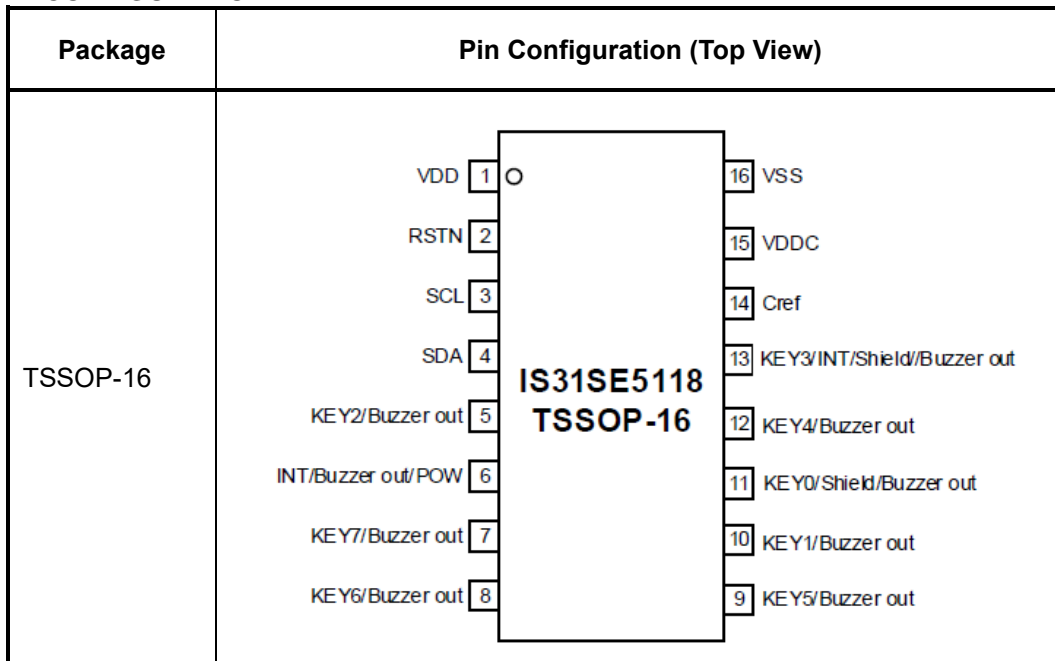 Package
Pin Configuration (Top View)
TSSOP-16
VDD 1
RSTN 2
SCL 3
SDA 4
KEY2/Buzzer out 5
INT/Buzzer out/POW 6
KEY7/Buzzer out 7
KEY6/Buzzer out 8
IS31SE5118
TSSOP-16
16 VSS
15 VDDC
14 Cref
13 KEY3/INT/Shield//Buzzer out
12 KEY4/Buzzer out
11 KEY0/Shield/Buzzer out
10 KEY1/Buzzer out
9 KEY5/Buzzer out